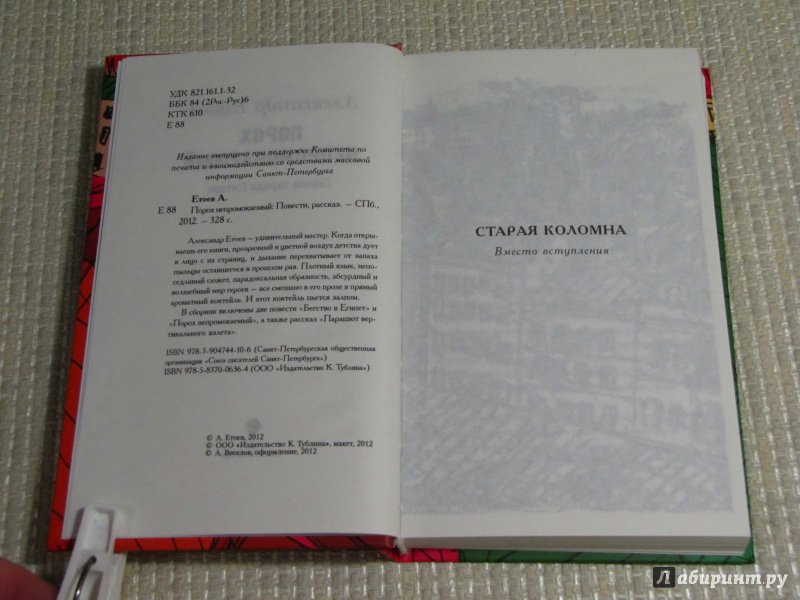 УДК 821.161.1-32
ББК 84 (2Рос-Рус)6
КТК 610
Е 88
Издание выпущено при поддержке Комитета по
печати и взаимодействию со средствами массовой
информации Санкт-Петербурга
Етоев А.
Е 88 Порох непромокаемый: Повести, рассказ. — СПб.,
2012. — 328 с.
Александр Етоев — удивительный мастер. Когда откры-
ваешь его книги, прозрачный и цветной воздух детства дует
в лицо с их страниц, и дыхание перехватывает от запаха
пыльцы оставшегося в прошлом рая. Плотный язык, непо-
седливый сюжет, парадоксальная образность, абсурдный и
волшебный мир героев — все смешано в его прозе в пряный
ароматный коктейль. И этот коктейль пьется залпом.
В сборник включены две повести «Бегство в Египет» и
«Порох непромокаемый», а также рассказ «Парашют вер-
тикального взлета».
ISBN 978-5-904744-10-6 (Санкт-Петербургская общественная
организация «Союз писателей Санкт-Петербурга»)
ISBN 978-5-8370-0636-4 (ООО «Издательство К. Тублина»)
© А. Етоев, 2012
© ООО «Издательство К. Тублина», макет, 2012
© А. Веселов, оформление, 2012
СТАРАЯ КОЛОМНА
Вместо вступления
Лабиринт.ру